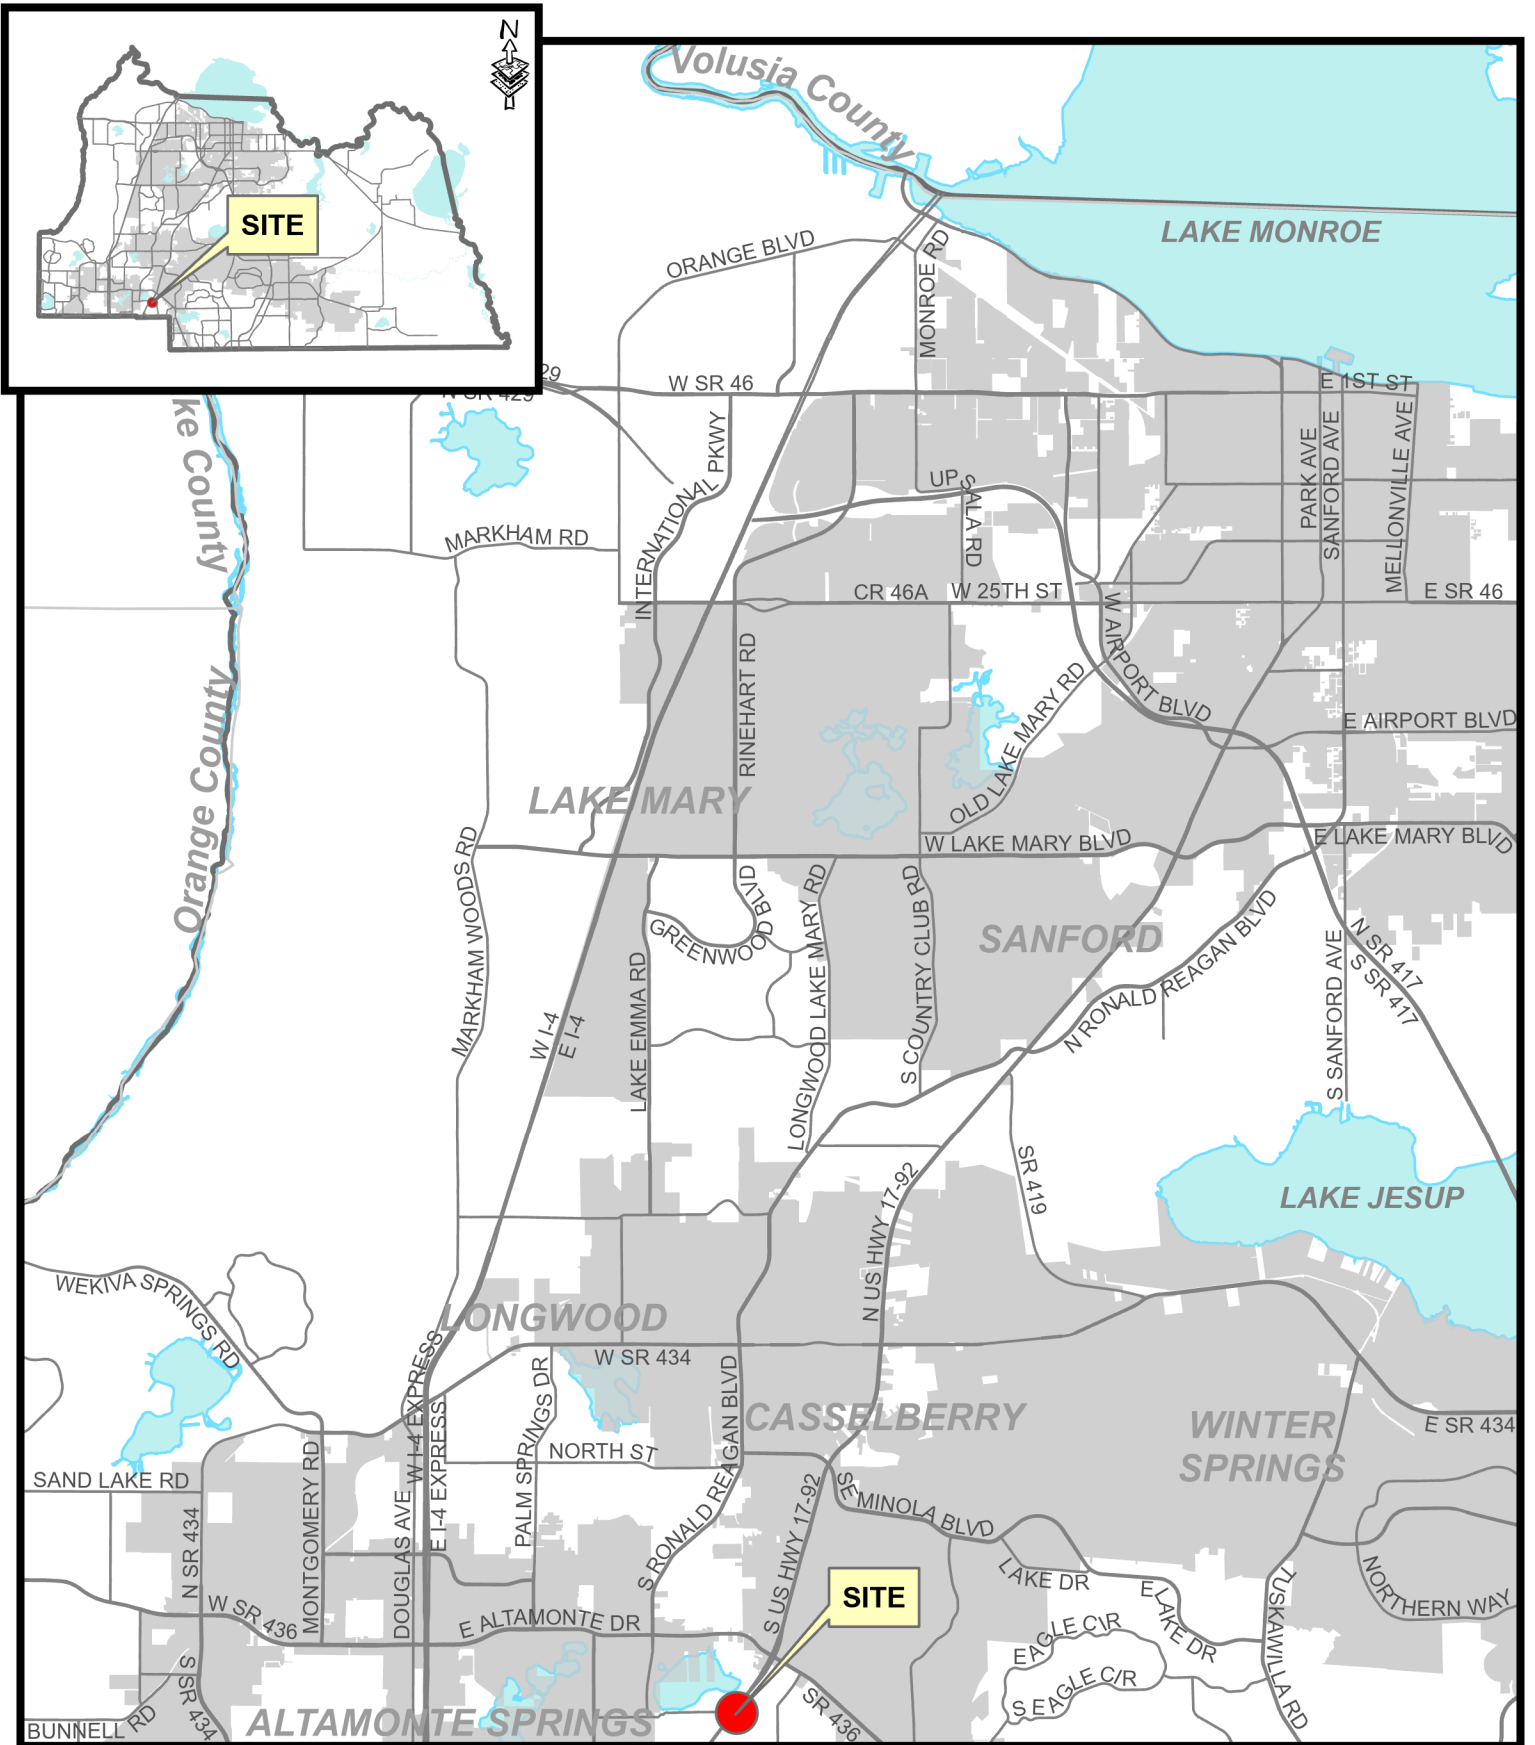 N
SITE
Volusia County
LAKE MONROE
ORANGE BLVD
MONROE RD
29
N SR 429
W SR 46
E 1ST ST
ke County
INTERNATIONAL PKWY
UPSALA RD
PARK AVE
SANFORD AVE
MELLONVILLE AVE
MARKHAM RD
CR 46A
W 25TH ST
E SR 46
W AIRPORT BLVD
RINEHART RD
OLD LAKE MARY RD
E AIRPORT BLVD
Orange County
LAKE MARY
W LAKE MARY BLVD
E LAKE MARY BLVD
MARKHAM WOODS RD
GREENWOOD BLVD
LONGWOOD LAKE MARY RD
S COUNTRY CLUB RD
SANFORD
N RONALD REAGAN BLVD
N SR 417
S SR 417
S SANFORD AVE
W I-4
E I-4
LAKE EMMA RD
SR 419
LAKE JESUP
N US HWY 17-92
WEKIVA SPRINGS RD
LONGWOOD
W SR 434
W I-4 EXPRESS
E I-4 EXPRESS
PALM SPRINGS DR
S RONALD REAGAN BLVD
CASSELBERRY
WINTER
SPRINGS
E SR 434
NORTH ST
SAND LAKE RD
N SR 434
MONTGOMERY RD
DOUGLAS AVE
S US HWY 17-92
SEMINOLA BLVD
LAKE DR
E LAKE DR
TUSKAWILLA RD
NORTHERN WAY
SITE
W SR 436
E ALTAMONTE DR
E EAGLE CIR
S EAGLE CIR
S SR 434
SR 436
BUNNELL RD
ALTAMONTE SPRINGS